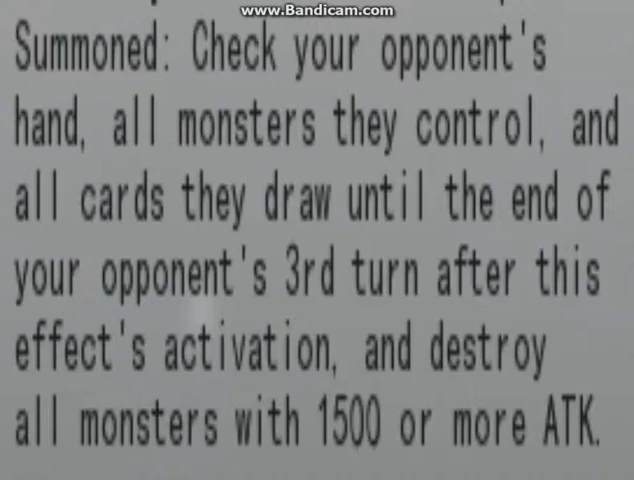 www.Bandicam.com
Summoned: Check your opponent's
hand, all monsters they control, and
all cards they draw until the end of
your opponent's 3rd turn after this
effect's activation, and destroy
all monsters with 1500 or more ATK.